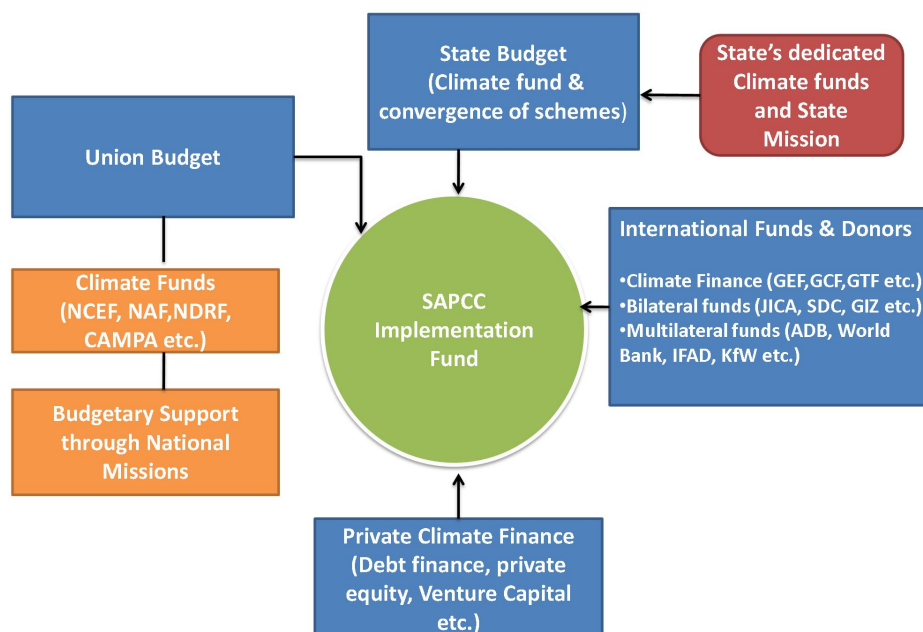 State Budget
(Climate fund &
convergence of schemes)
State's dedicated
Climate funds
and State
Mission
Union Budget
International Funds & Donors
•Climate Finance (GEF,GCF,GTF etc.)
•Bilateral funds (JICA, SDC, GIZ etc.)
•Multilateral funds (ADB, World
Bank, IFAD, KfW etc.)
Climate Funds
(NCEF, NAF,NDRF,
CAMPA etc.)
SAPCC
Implementation
Fund
Budgetary Support
through National
Missions
Private Climate Finance
(Debt finance, private
equity, Venture Capital
etc.)